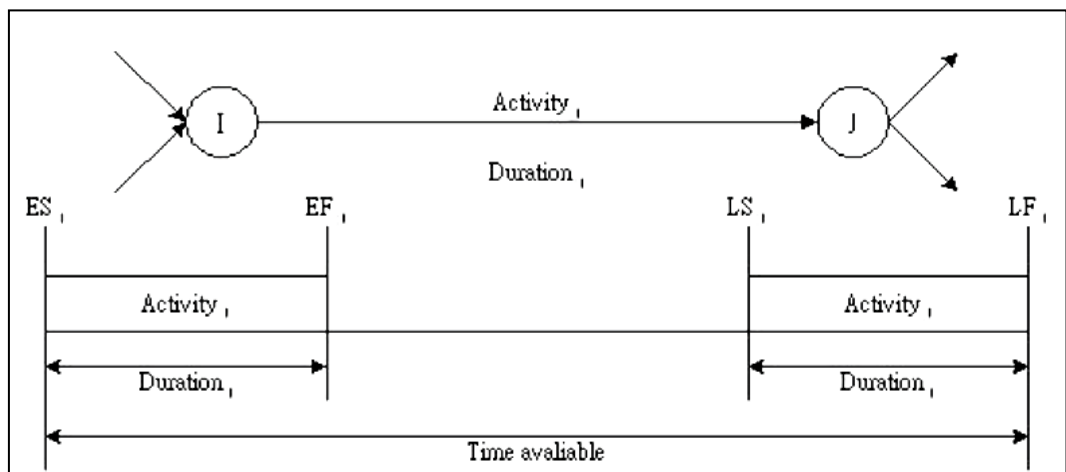 Activity ı
I
J
Duration ı
ES ı
EF ı
LS ı
LF ı
Activity ı
Activity ı
Duration ı
Duration ı
Time avaliable